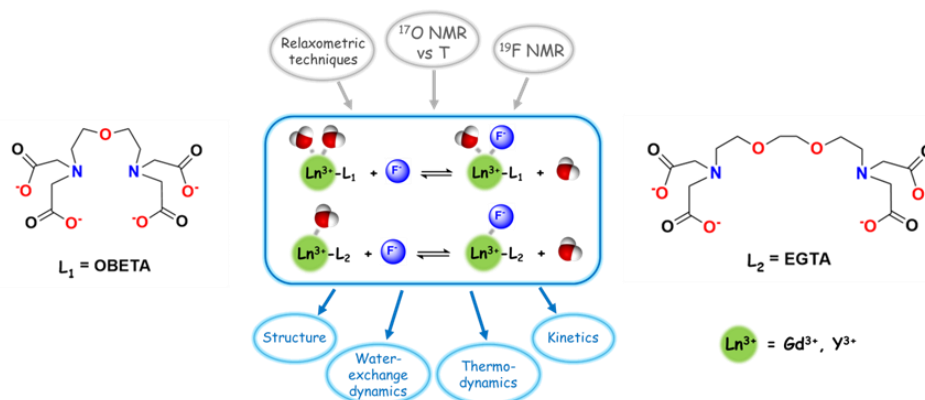 Relaxometric
techniques
¹⁷O NMR
vs T
¹⁹F NMR
O
N
N
O
O⁻
O
O⁻
O
O⁻
O
⁻O
L₁ = OBETA
Ln³⁺-L₁ + F⁻ ⇌ F⁻ Ln³⁺-L₁ +
Ln³⁺-L₂ + F⁻ ⇌ F⁻ Ln³⁺-L₂ +
O
O
N
N
O
O⁻
O
O⁻
O
O⁻
O
⁻O
L₂ = EGTA
Structure
Water-
exchange
dynamics
Thermo-
dynamics
Kinetics
Ln³⁺ = Gd³⁺, Y³⁺